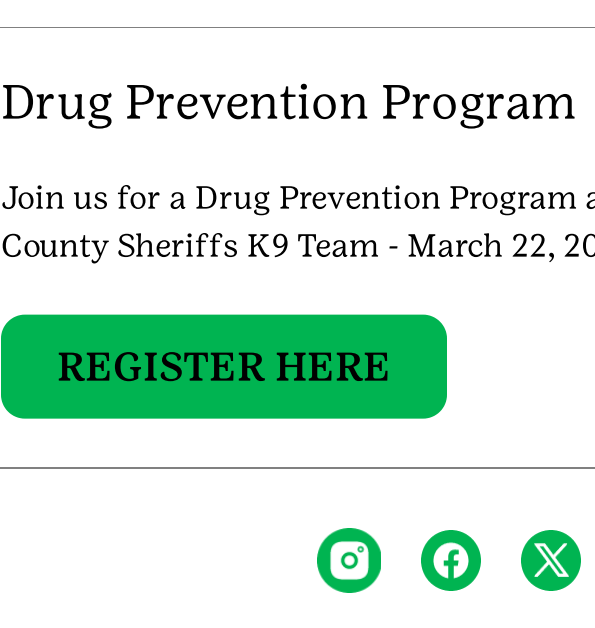 Drug Prevention Program
Join us for a Drug Prevention Program
County Sheriffs K9 Team - March 22,
REGISTER HERE